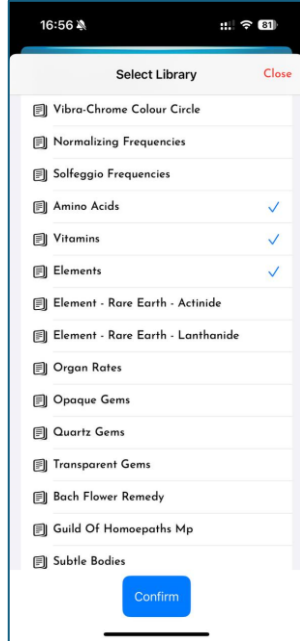 16:56
81
Select Library
Close
Vibra-Chrome Colour Circle
Normalizing Frequencies
Solfeggio Frequencies
Amino Acids
Vitamins
Elements
Element - Rare Earth - Actinide
Element - Rare Earth - Lanthanide
Organ Rates
Opaque Gems
Quartz Gems
Transparent Gems
Bach Flower Remedy
Guild Of Homoepaths Mp
Subtle Bodies
Confirm